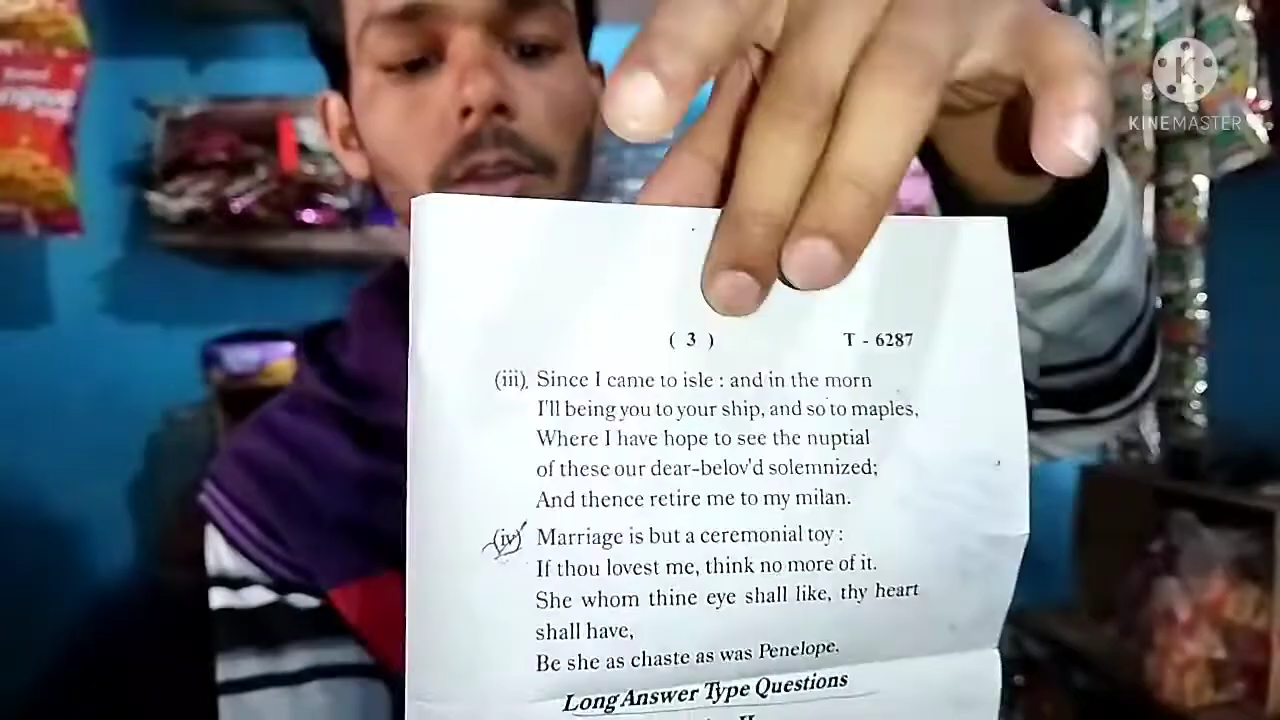 KINEMASTER
( 3 )
T - 6287
(iii). Since I came to isle : and in the morn
I'll being you to your ship, and so to maples,
Where I have hope to see the nuptial
of these our dear-belov'd solemnized;
And thence retire me to my milan.
(iv) Marriage is but a ceremonial toy :
If thou lovest me, think no more of it.
She whom thine eye shall like, thy heart
shall have,
Be she as chaste as was Penelope.
Long Answer Type Questions